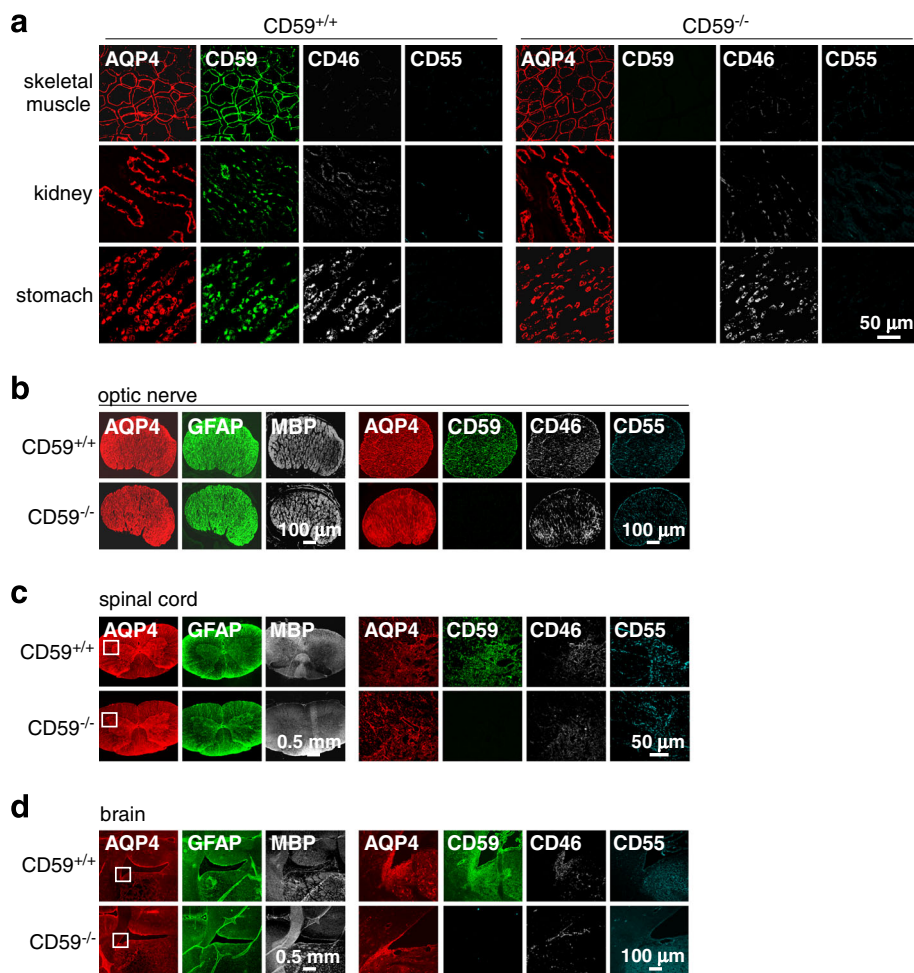 a
CD59+/+ CD59-/-
AQP4 CD59 CD46 CD55 AQP4 CD59 CD46 CD55
skeletal
muscle
kidney
stomach
50 µm
b
optic nerve
AQP4 GFAP MBP AQP4 CD59 CD46 CD55
CD59+/+
CD59-/-
100 µm 100 µm
c
spinal cord
AQP4 GFAP MBP AQP4 CD59 CD46 CD55
CD59+/+
CD59-/-
0.5 mm 50 µm
d
brain
AQP4 GFAP MBP AQP4 CD59 CD46 CD55
CD59+/+
CD59-/-
0.5 mm 100 µm